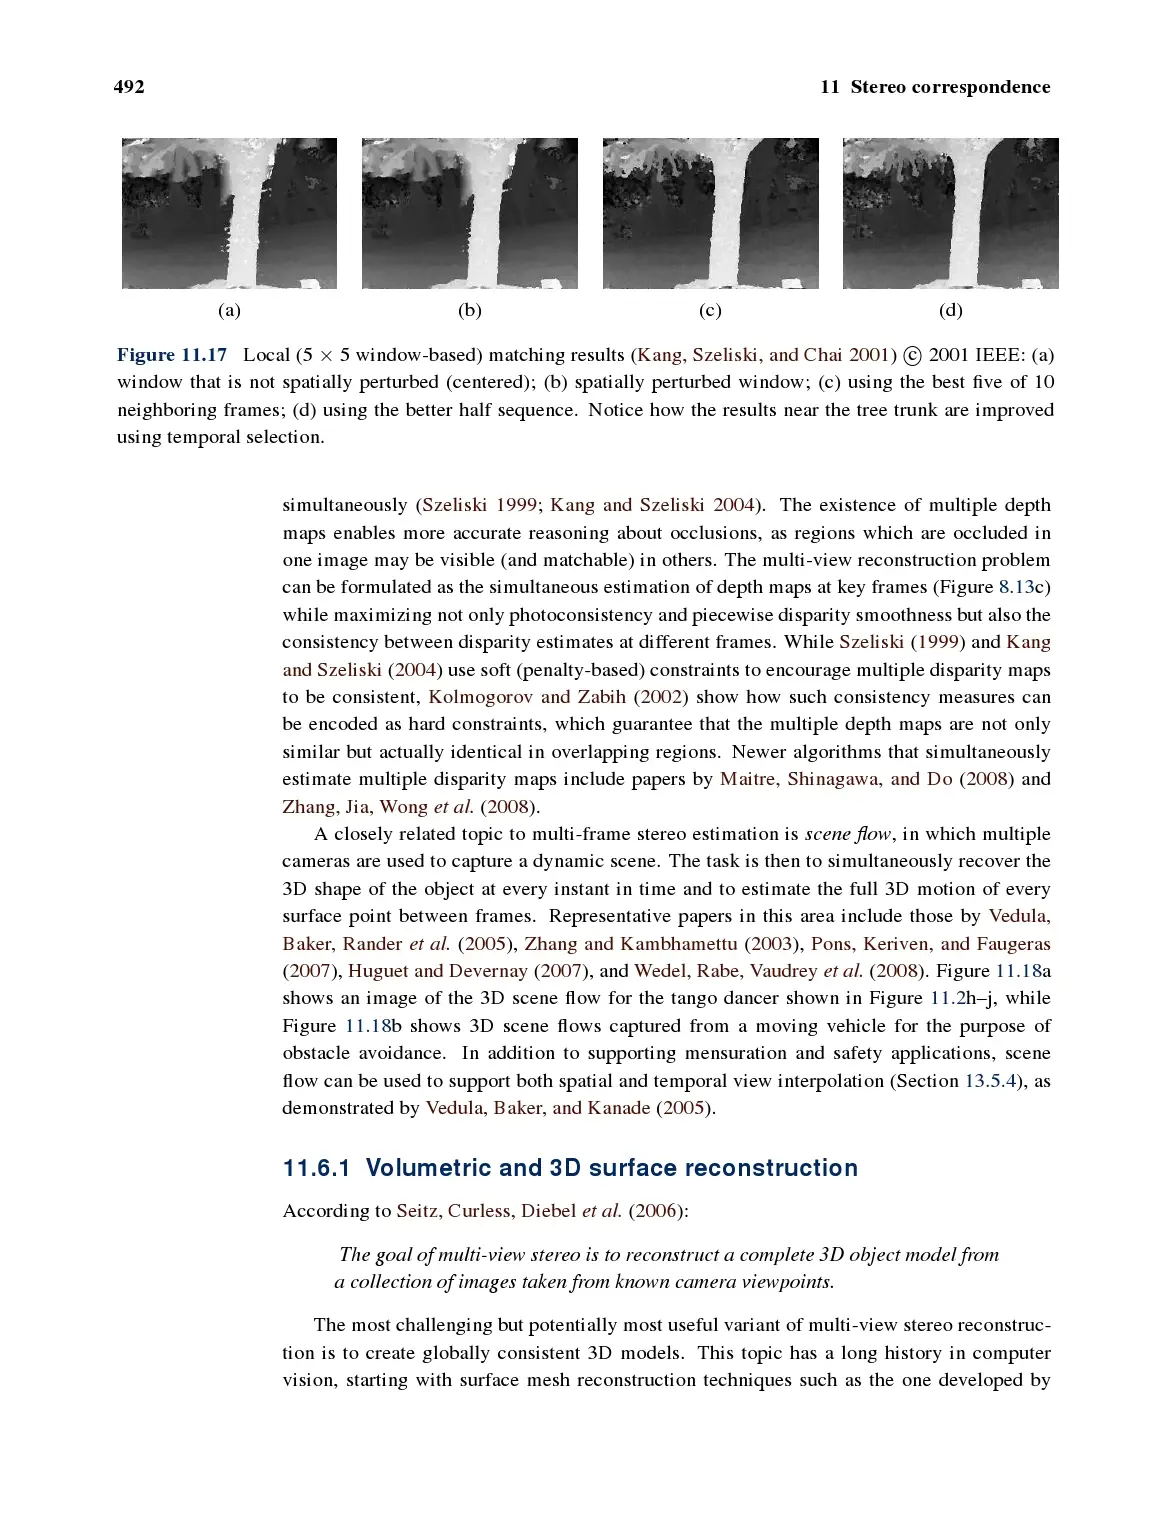 492
11 Stereo correspondence
(a)
(b)
(c)
(d)
Figure 11.17 Local (5 × 5 window-based) matching results (Kang, Szeliski, and Chai 2001) © 2001 IEEE: (a)
window that is not spatially perturbed (centered); (b) spatially perturbed window; (c) using the best five of 10
neighboring frames; (d) using the better half sequence. Notice how the results near the tree trunk are improved
using temporal selection.
simultaneously (Szeliski 1999; Kang and Szeliski 2004). The existence of multiple depth
maps enables more accurate reasoning about occlusions, as regions which are occluded in
one image may be visible (and matchable) in others. The multi-view reconstruction problem
can be formulated as the simultaneous estimation of depth maps at key frames (Figure 8.13c)
while maximizing not only photoconsistency and piecewise disparity smoothness but also the
consistency between disparity estimates at different frames. While Szeliski (1999) and Kang
and Szeliski (2004) use soft (penalty-based) constraints to encourage multiple disparity maps
to be consistent, Kolmogorov and Zabih (2002) show how such consistency measures can
be encoded as hard constraints, which guarantee that the multiple depth maps are not only
similar but actually identical in overlapping regions. Newer algorithms that simultaneously
estimate multiple disparity maps include papers by Maitre, Shinagawa, and Do (2008) and
Zhang, Jia, Wong et al. (2008).
A closely related topic to multi-frame stereo estimation is scene flow, in which multiple
cameras are used to capture a dynamic scene. The task is then to simultaneously recover the
3D shape of the object at every instant in time and to estimate the full 3D motion of every
surface point between frames. Representative papers in this area include those by Vedula,
Baker, Rander et al. (2005), Zhang and Kambhamettu (2003), Pons, Keriven, and Faugeras
(2007), Huguet and Devernay (2007), and Wedel, Rabe, Vaudrey et al. (2008). Figure 11.18a
shows an image of the 3D scene flow for the tango dancer shown in Figure 11.2h–j, while
Figure 11.18b shows 3D scene flows captured from a moving vehicle for the purpose of
obstacle avoidance. In addition to supporting mensuration and safety applications, scene
flow can be used to support both spatial and temporal view interpolation (Section 13.5.4), as
demonstrated by Vedula, Baker, and Kanade (2005).
11.6.1 Volumetric and 3D surface reconstruction
According to Seitz, Curless, Diebel et al. (2006):
The goal of multi-view stereo is to reconstruct a complete 3D object model from
a collection of images taken from known camera viewpoints.
The most challenging but potentially most useful variant of multi-view stereo reconstruc-
tion is to create globally consistent 3D models. This topic has a long history in computer
vision, starting with surface mesh reconstruction techniques such as the one developed by